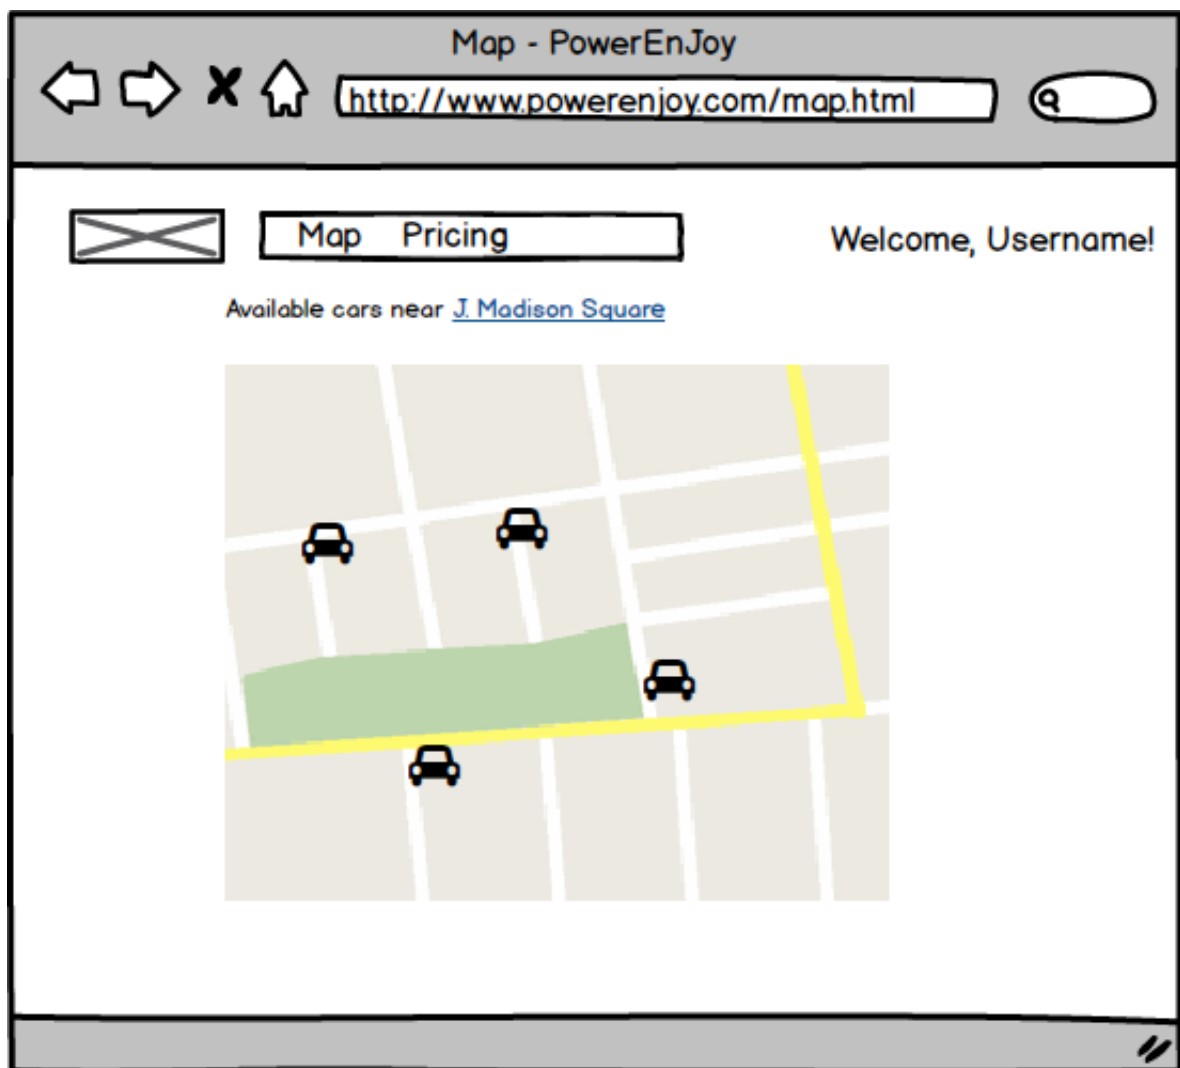 Map - PowerEnJoy
http://www.powerenjoy.com/map.html
Map Pricing
Welcome, Username!
Available cars near J. Madison Square